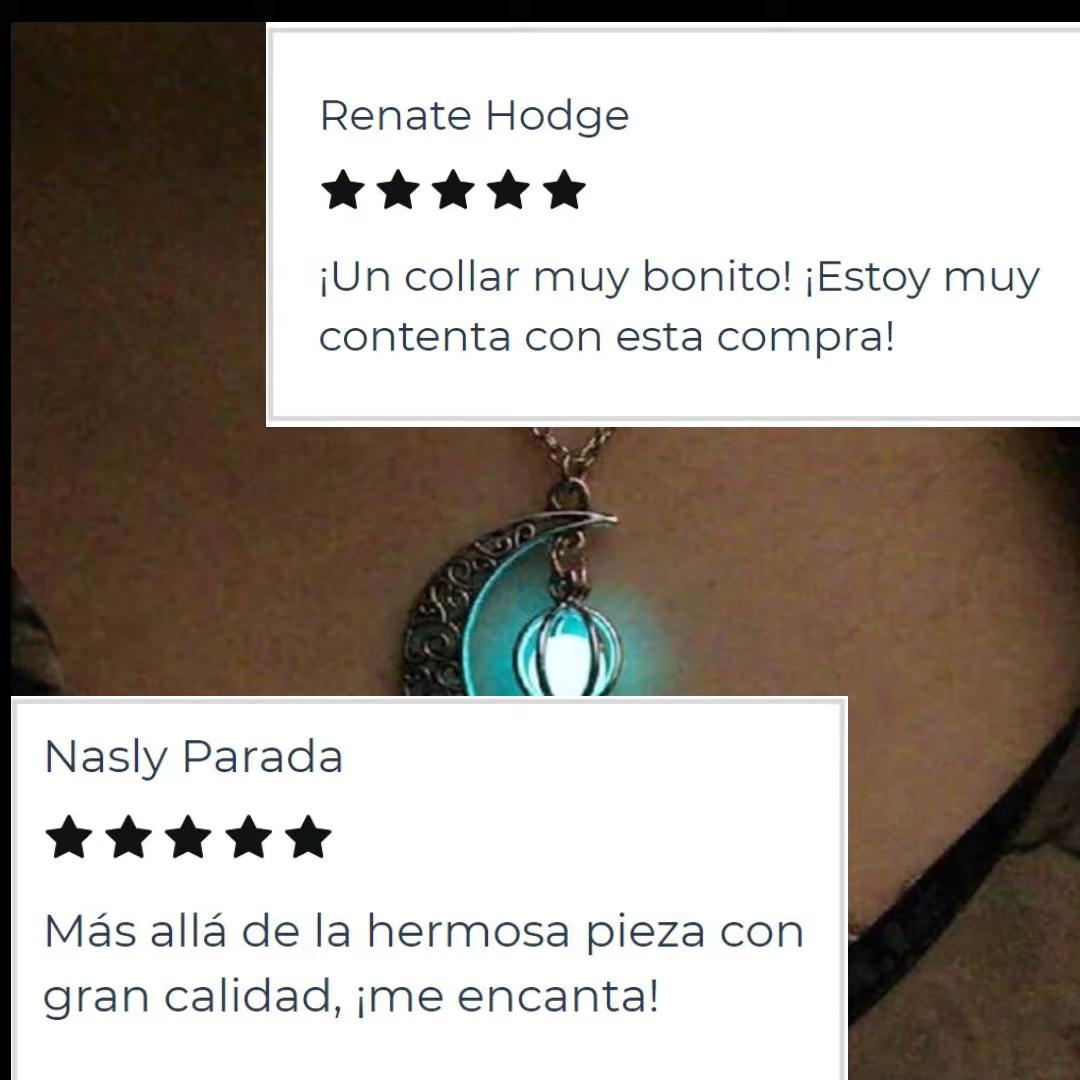 Renate Hodge
¡Un collar muy bonito! ¡Estoy muy
contenta con esta compra!
Nasly Parada
Más allá de la hermosa pieza con
gran calidad, ¡me encanta!